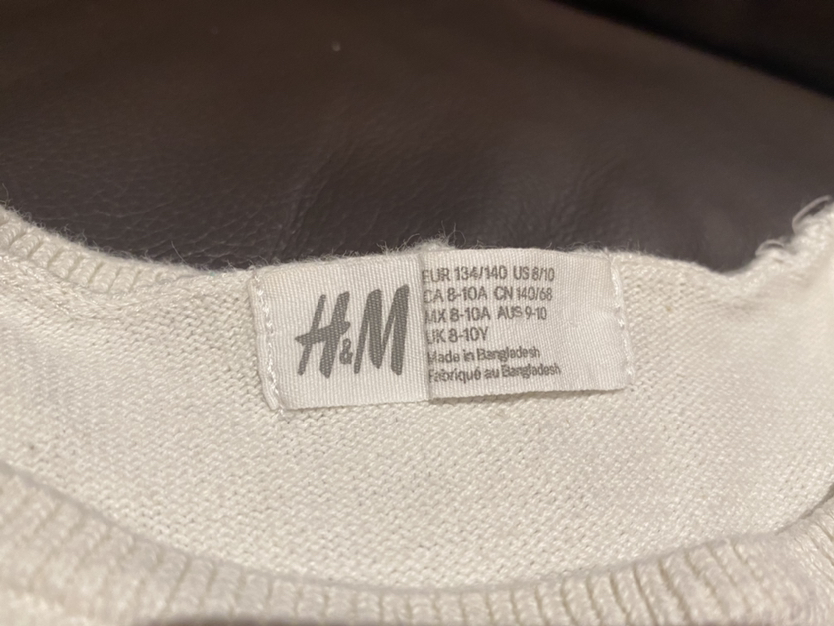 H&M
EUR 134/140 US 8/10
CA 8-10A CN 140/68
MX 8-10A AUS 9-10
UK 8-10Y
Made in Bangladesh
Fabriqué au Bangladesh